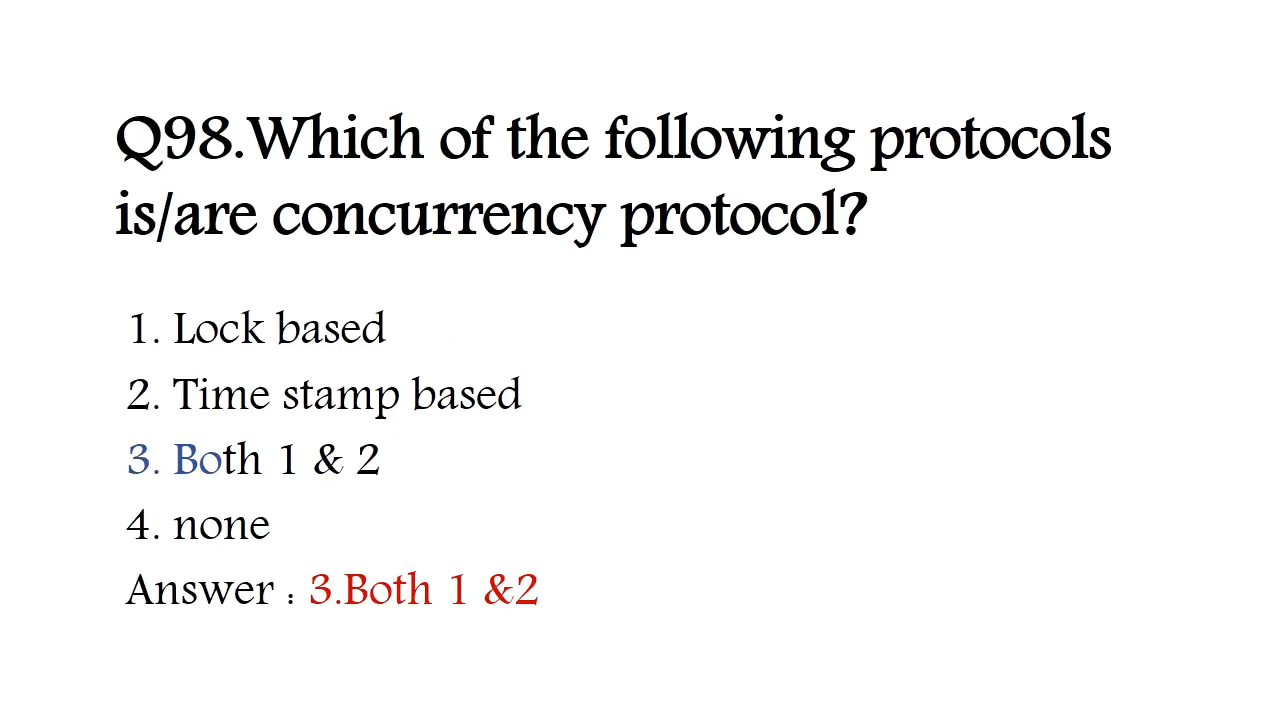 Q98.Which of the following protocols
is/are concurrency protocol?
1. Lock based
2. Time stamp based
3. Both 1 & 2
4. none
Answer : 3.Both 1 &2